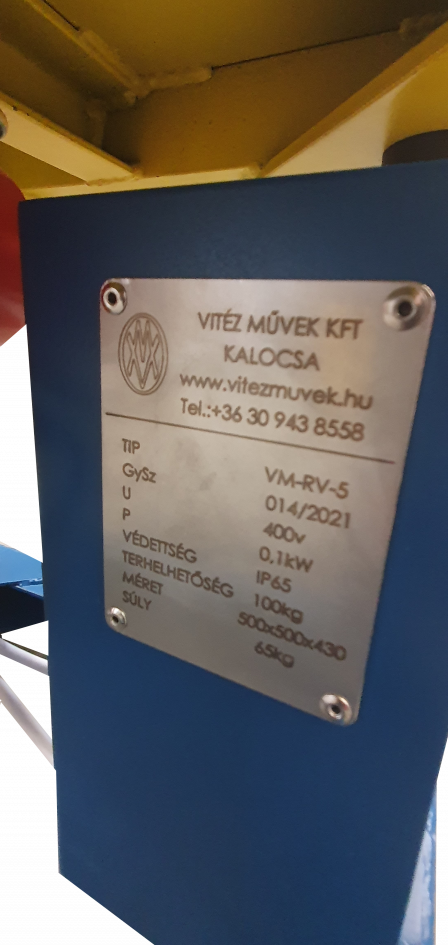 VITÉZ MŰVEK KFT
KALOCSA
www.vitezmuvek.hu
Tel.:+36 30 943 8558
TIP VM-RV-5
GySz 014/2021
U 400v
P 0,1kW
VÉDETTSÉG IP65
TERHELHETŐSÉG 100kg
MÉRET 500x500x430
SÚLY 65kg